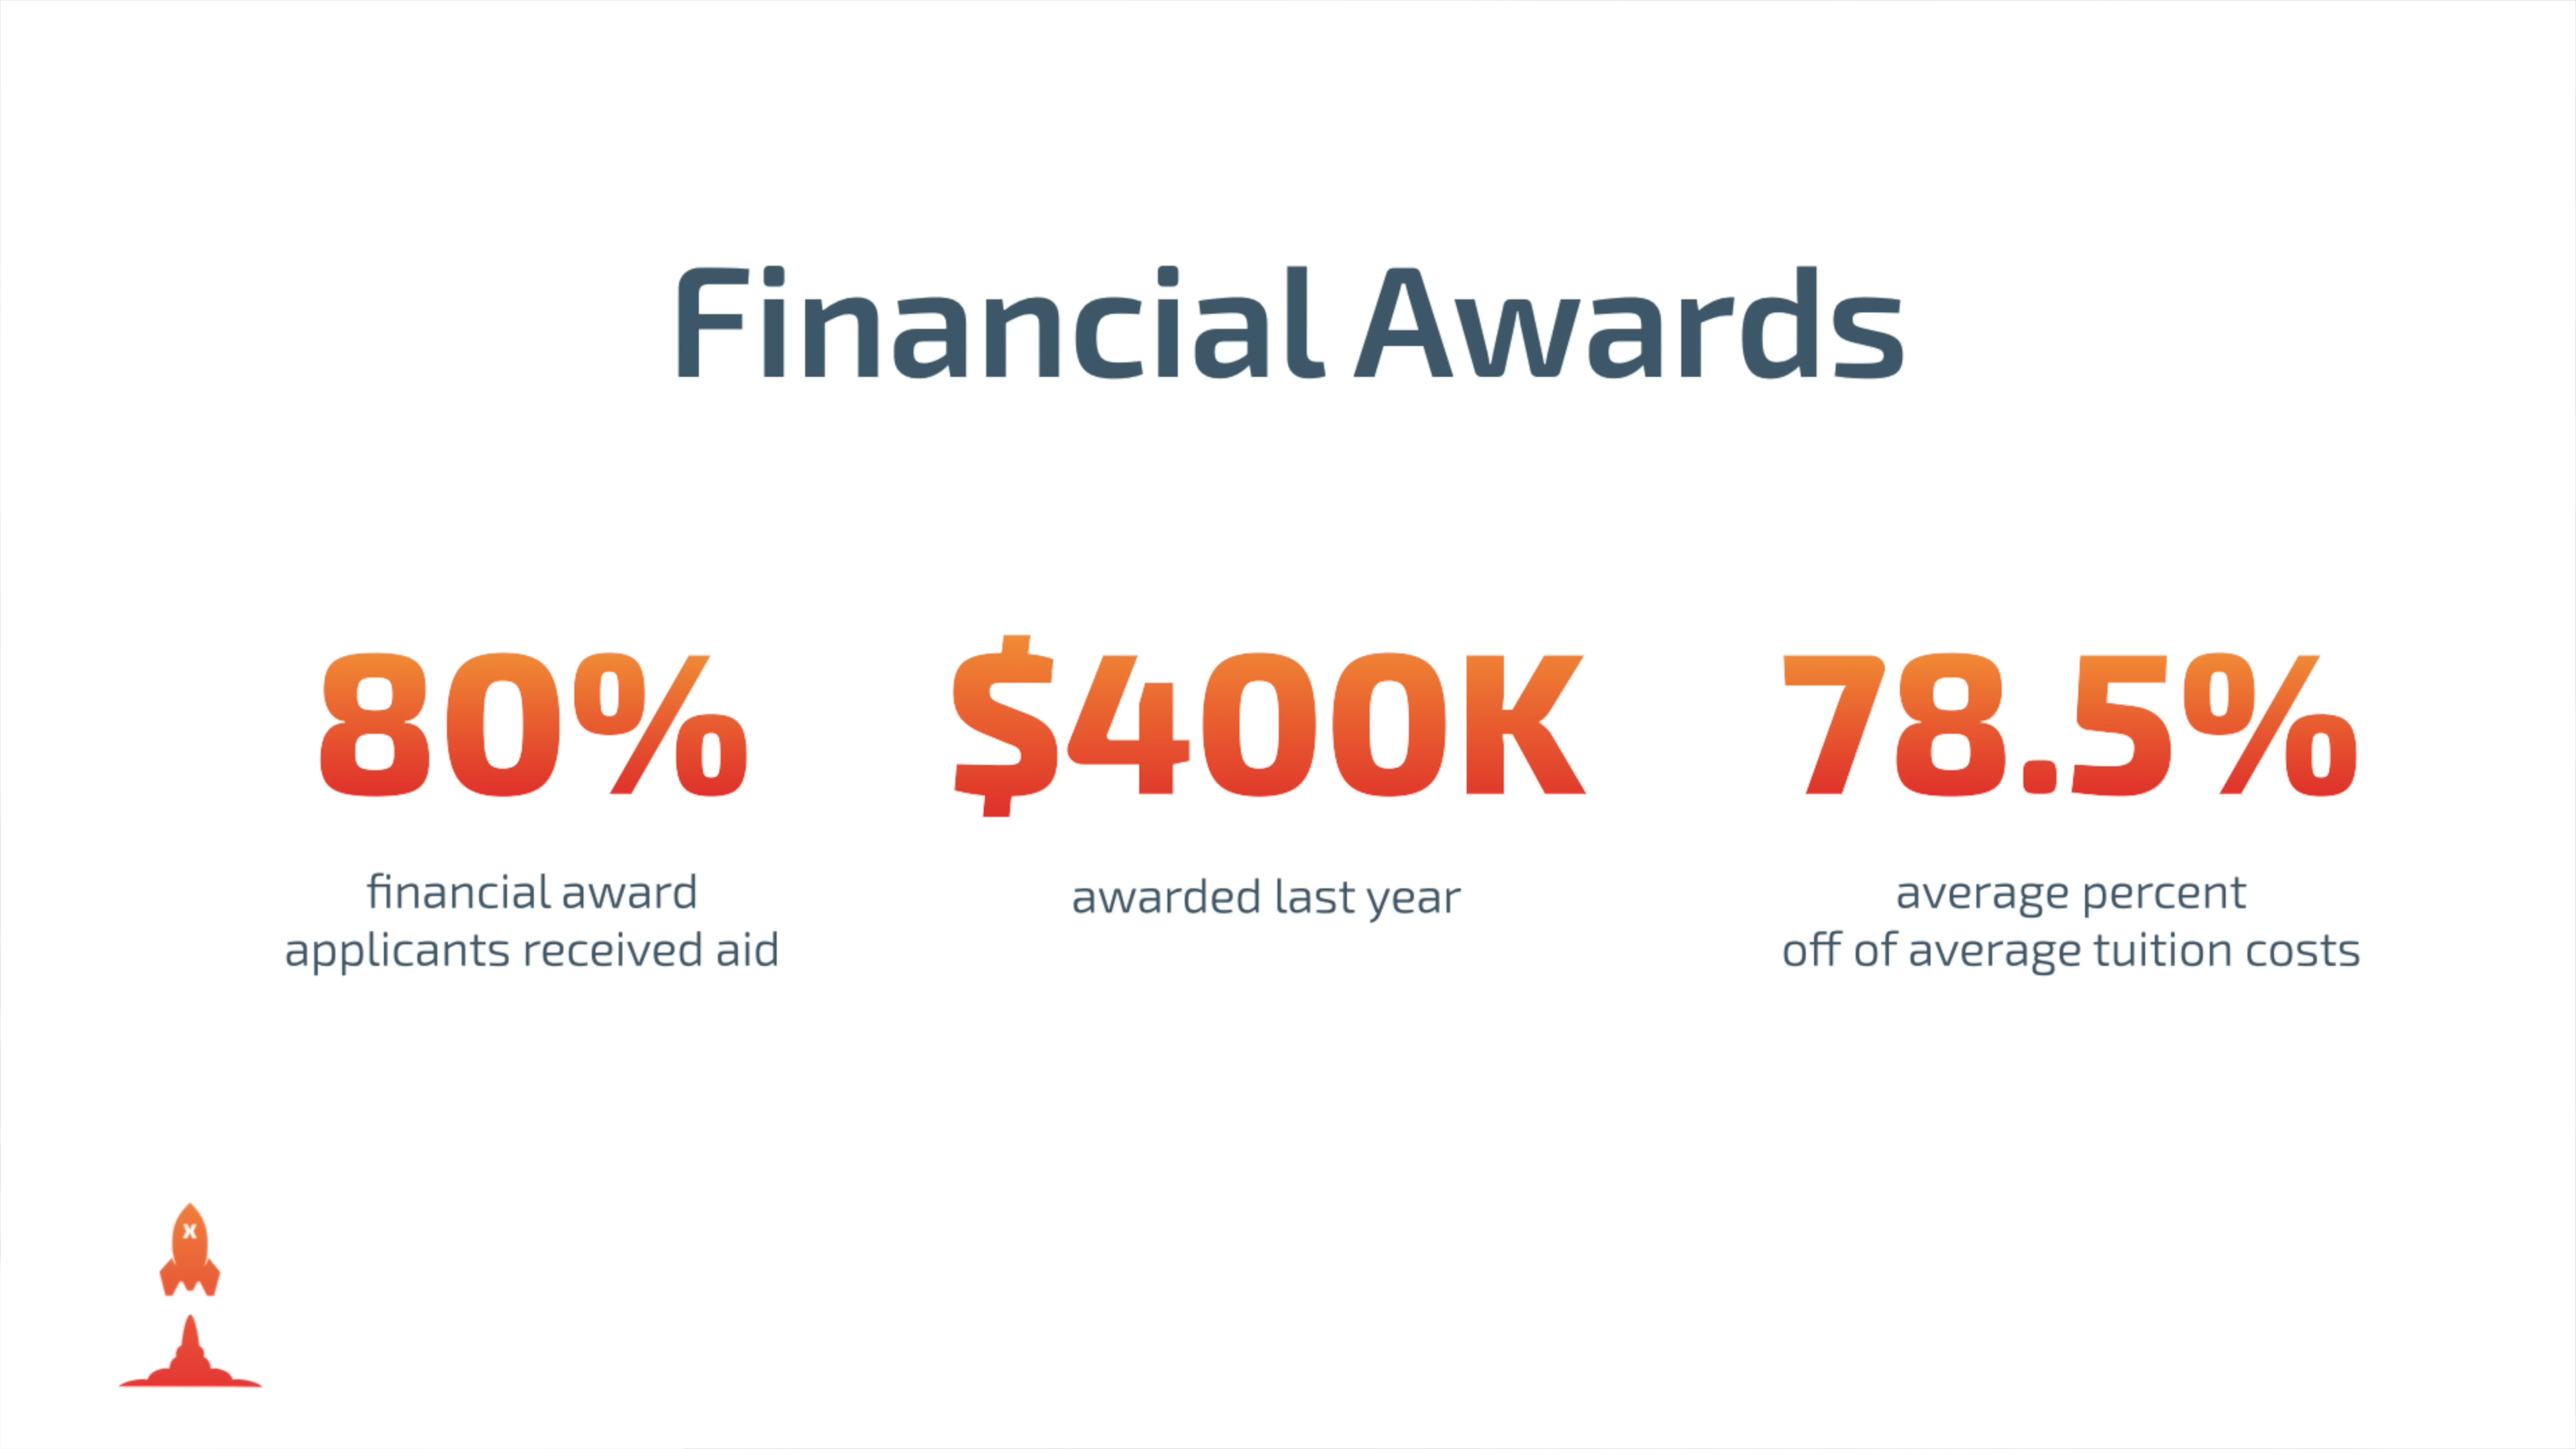 Financial Awards
80%
financial award
applicants received aid
$400K
awarded last year
78.5%
average percent
off of average tuition costs
x